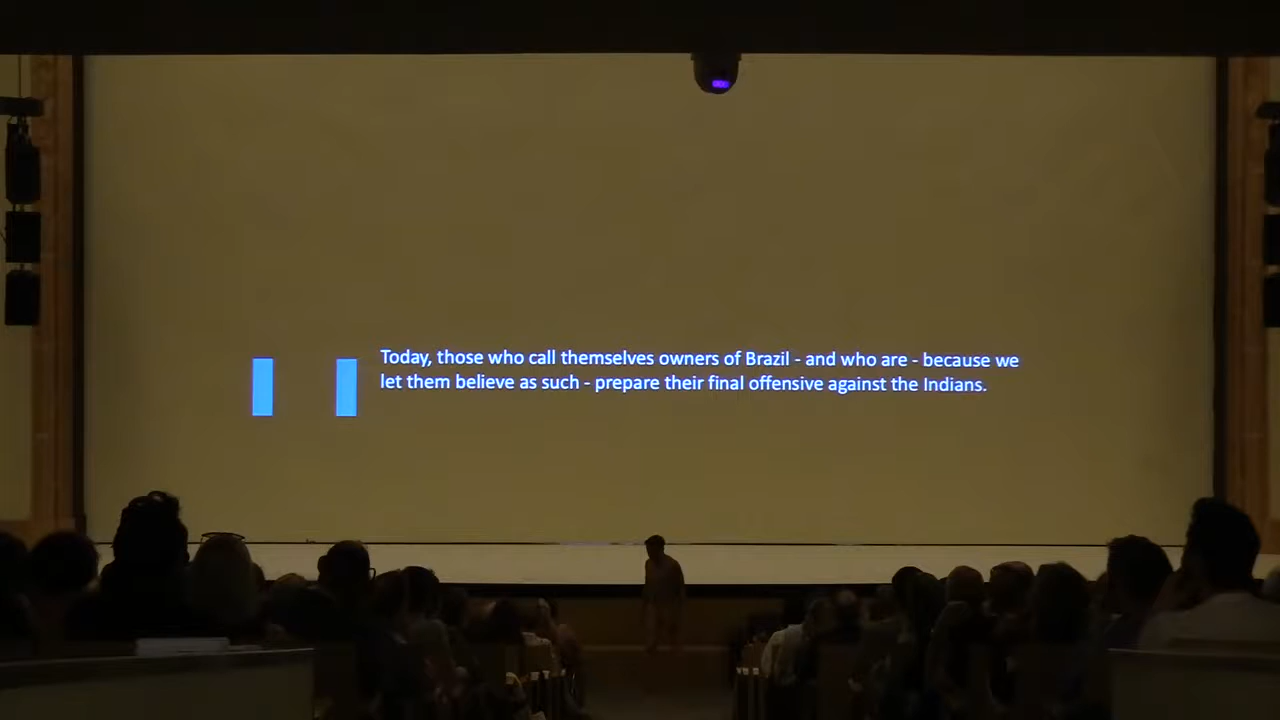 Today, those who call themselves owners of Brazil - and who are - because we
let them believe as such - prepare their final offensive against the Indians.